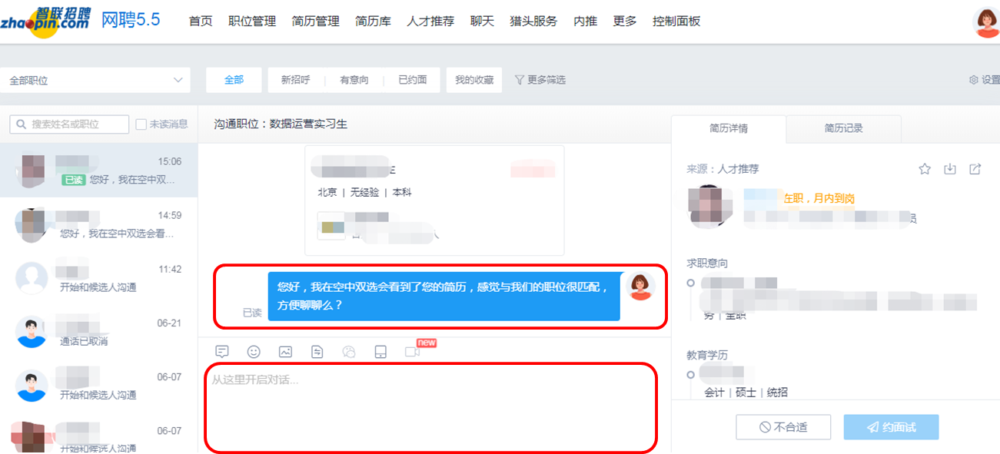 智联招聘
zhaopin.com
网聘5.5
首页 职位管理 简历管理 简历库 人才推荐 聊天 猎头服务 内推 更多 控制面板
全部职位
全部 新招呼 有意向 已约面 我的收藏 更多筛选
设置
搜索姓名或职位 未读消息
15:06
已读 您好，我在空中双...
14:59
您好，我在空中双选会看...
11:42
开始和候选人沟通
06-21
通话已取消
06-07
开始和候选人沟通
06-07
开始和候选人沟通
沟通职位：数据运营实习生
北京 | 无经验 | 本科
您好，我在空中双选会看到了您的简历，感觉与我们的职位很匹配，
方便聊聊么？
已读
new
从这里开启对话...
简历详情 简历记录
来源：人才推荐
在职，月内到岗
员
求职意向
务 | 全职
教育学历
会计 | 硕士 | 统招
不合适 约面试